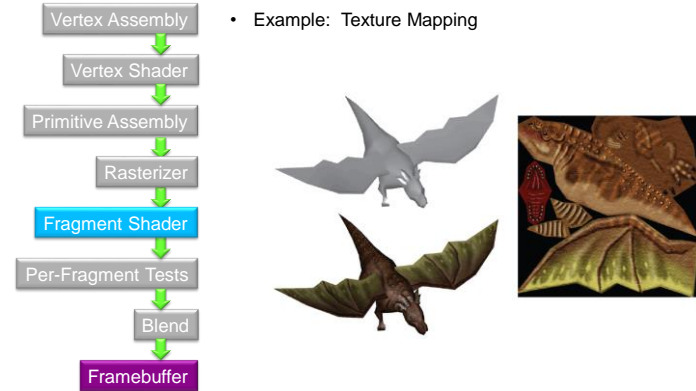 Vertex Assembly
• Example: Texture Mapping
Vertex Shader
Primitive Assembly
Rasterizer
Fragment Shader
Per-Fragment Tests
Blend
Framebuffer